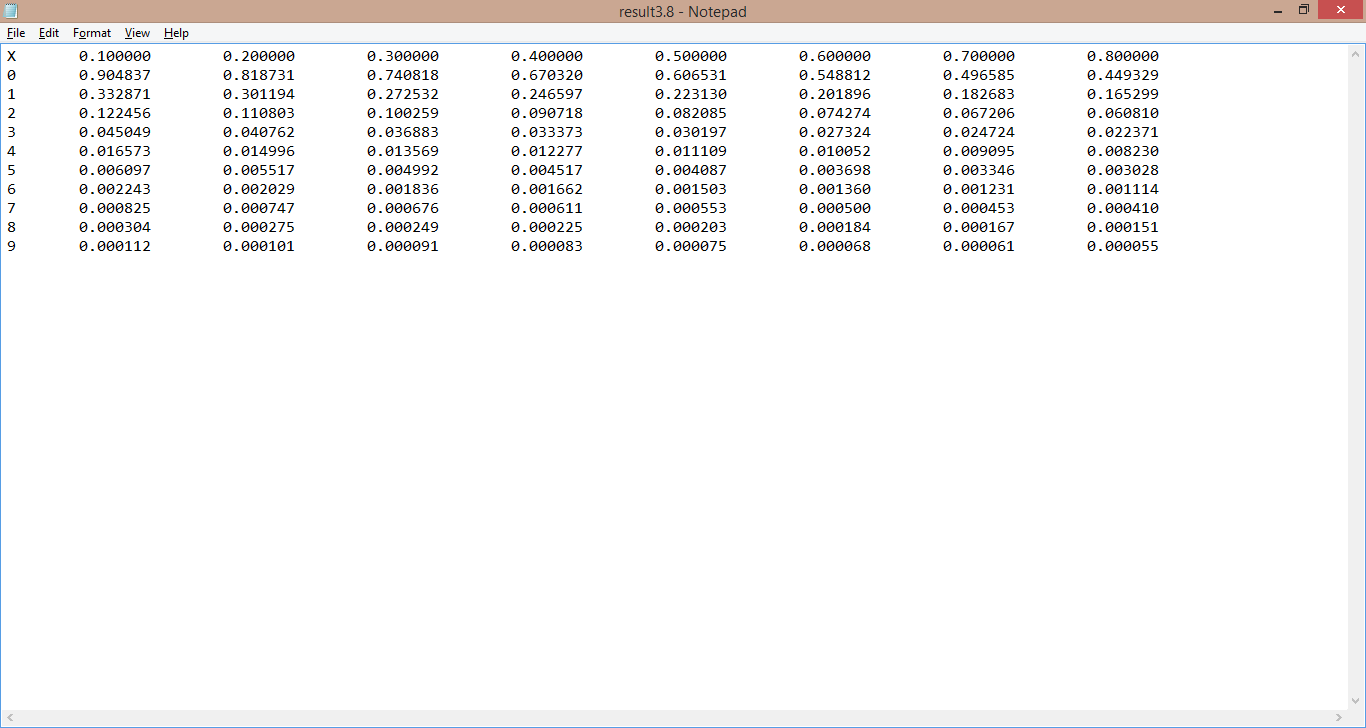 result3.8 - Notepad
File Edit Format View Help
X 0.100000 0.200000 0.300000 0.400000 0.500000 0.600000 0.700000 0.800000
0 0.904837 0.818731 0.740818 0.670320 0.606531 0.548812 0.496585 0.449329
1 0.332871 0.301194 0.272532 0.246597 0.223130 0.201896 0.182683 0.165299
2 0.122456 0.110803 0.100259 0.090718 0.082085 0.074274 0.067206 0.060810
3 0.045049 0.040762 0.036883 0.033373 0.030197 0.027324 0.024724 0.022371
4 0.016573 0.014996 0.013569 0.012277 0.011109 0.010052 0.009095 0.008230
5 0.006097 0.005517 0.004992 0.004517 0.004087 0.003698 0.003346 0.003028
6 0.002243 0.002029 0.001836 0.001662 0.001503 0.001360 0.001231 0.001114
7 0.000825 0.000747 0.000676 0.000611 0.000553 0.000500 0.000453 0.000410
8 0.000304 0.000275 0.000249 0.000225 0.000203 0.000184 0.000167 0.000151
9 0.000112 0.000101 0.000091 0.000083 0.000075 0.000068 0.000061 0.000055